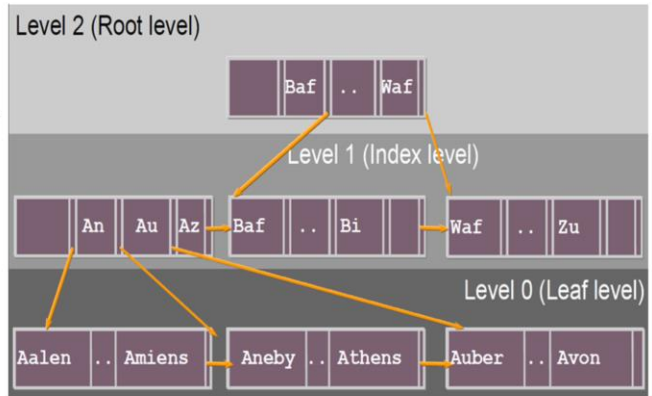 Level 2 (Root level)
Baf .. Waf
Level 1 (Index level)
An Au Az Baf .. Bi Waf .. Zu
Level 0 (Leaf level)
Aalen .. Amiens Aneby .. Athens Auber .. Avon